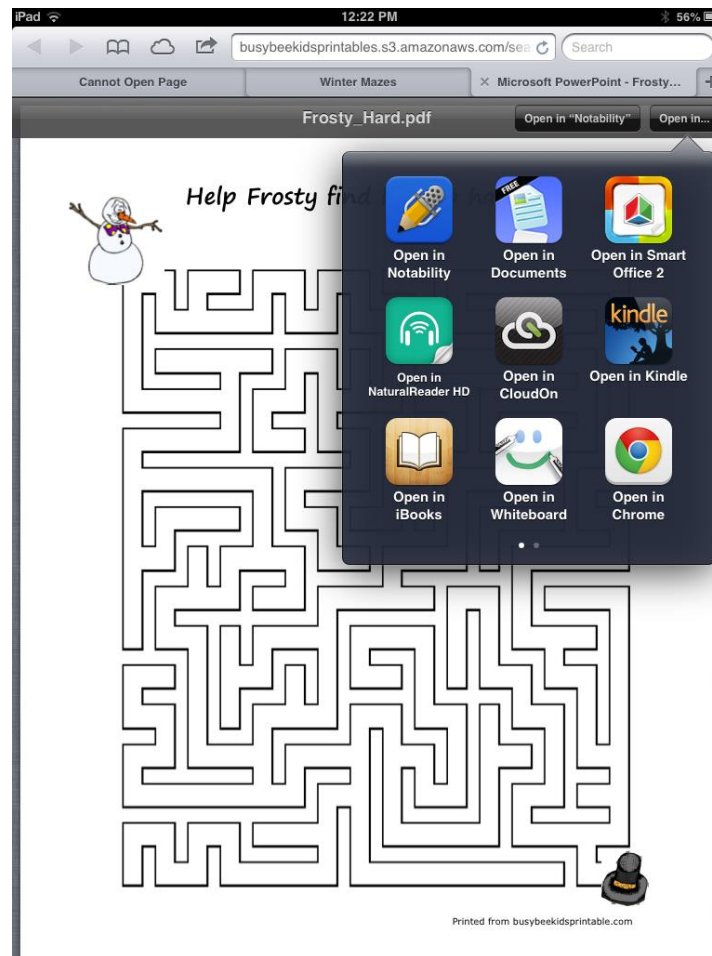 iPad 12:22 PM 56%
busybeekidsprintables.s3.amazonaws.com/sea Search
Cannot Open Page Winter Mazes Microsoft PowerPoint - Frosty...
Frosty_Hard.pdf Open in “Notability” Open in...
Help Frosty find
FREE
Open in
Notability
Open in
Documents
Open in Smart
Office 2
kindle
Open in
NaturalReader HD
Open in
CloudOn
Open in Kindle
Open in
iBooks
Open in
Whiteboard
Open in
Chrome
Printed from busybeekidsprintable.com